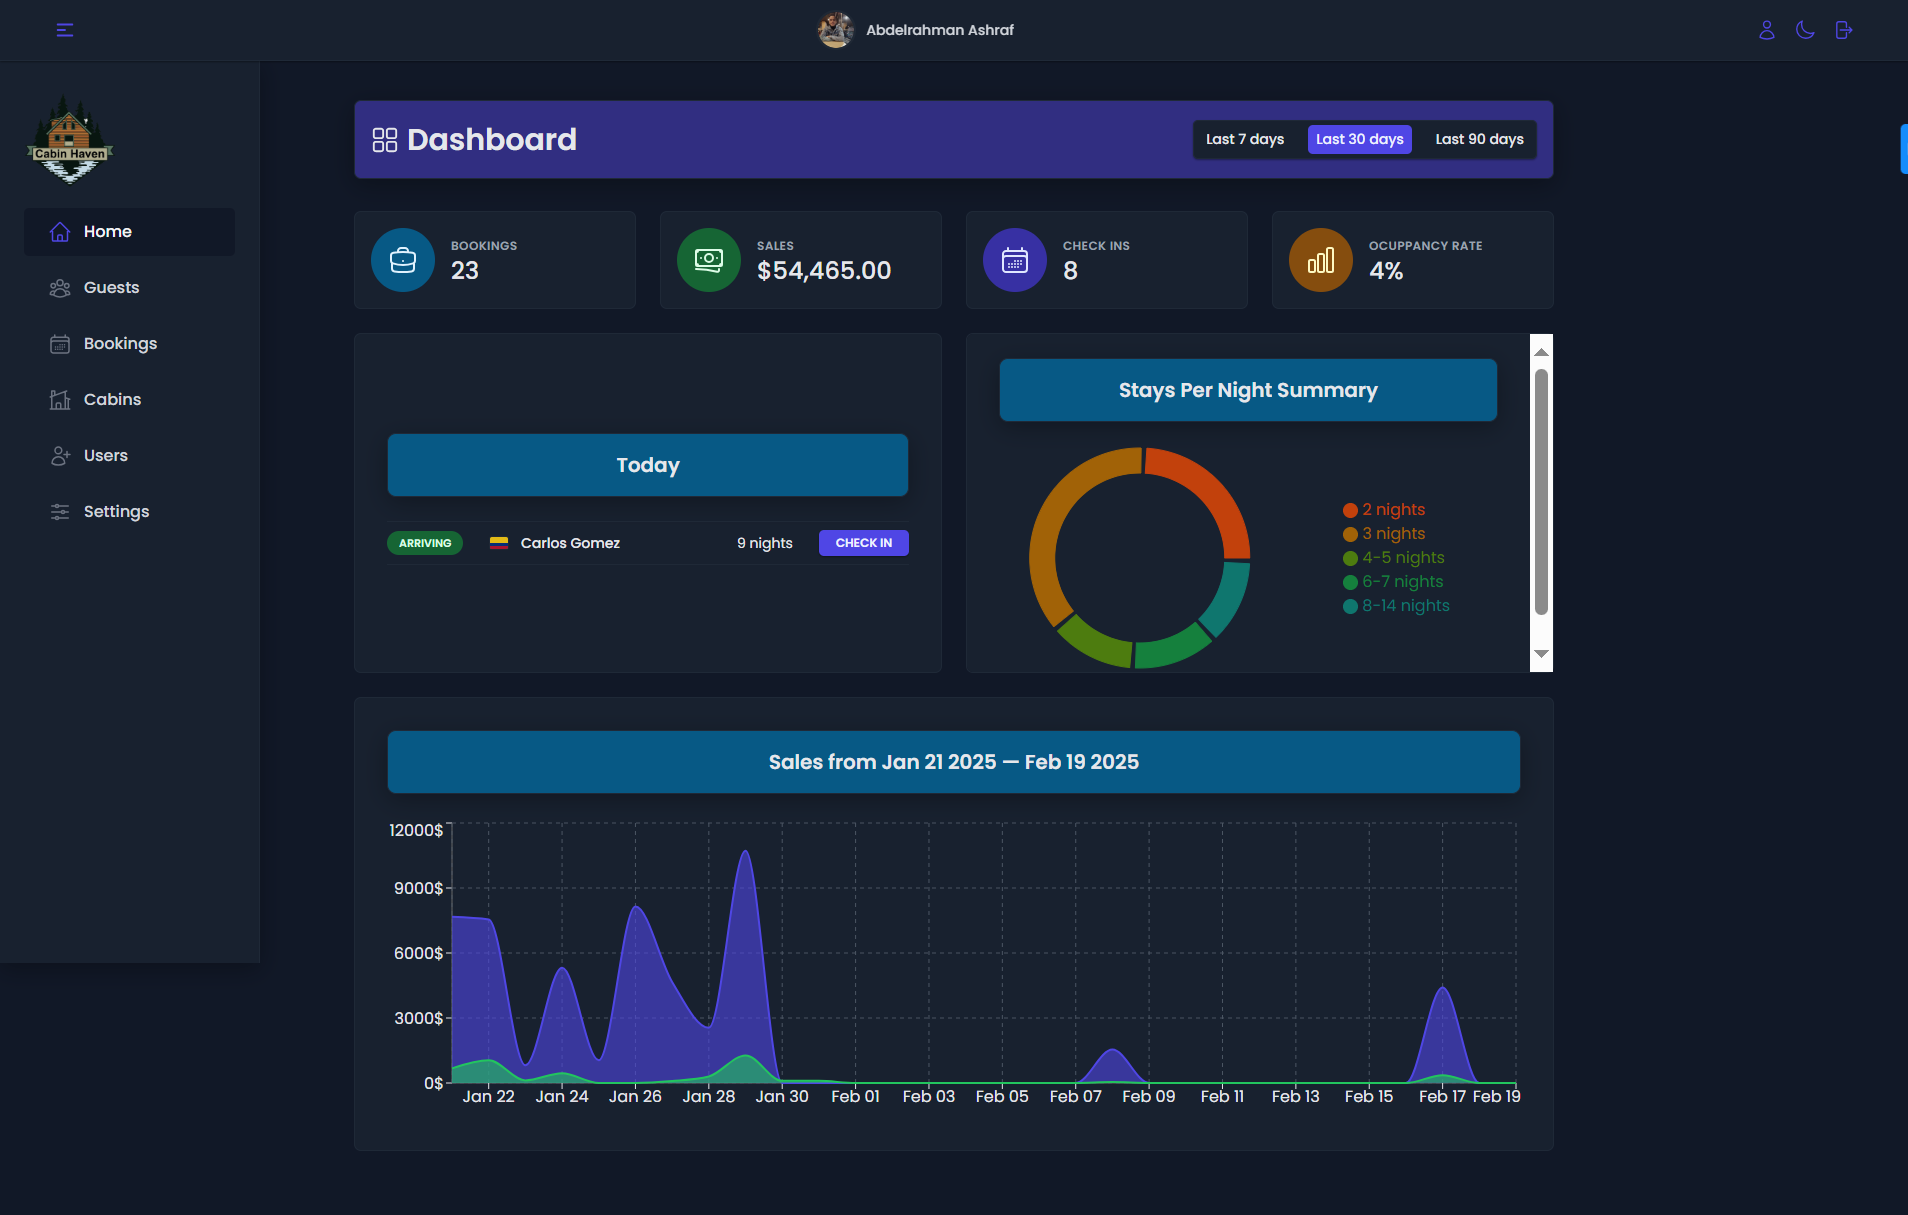 Abdelrahman Ashraf
Cabin Haven
Home
Guests
Bookings
Cabins
Users
Settings
Dashboard
Last 7 days
Last 30 days
Last 90 days
BOOKINGS
23
SALES
$54,465.00
CHECK INS
8
OCUPPANCY RATE
4%
Today
ARRIVING
Carlos Gomez
9 nights
CHECK IN
Stays Per Night Summary
2 nights
3 nights
4-5 nights
6-7 nights
8-14 nights
Sales from Jan 21 2025 — Feb 19 2025
12000$
9000$
6000$
3000$
0$
Jan 22
Jan 24
Jan 26
Jan 28
Jan 30
Feb 01
Feb 03
Feb 05
Feb 07
Feb 09
Feb 11
Feb 13
Feb 15
Feb 17
Feb 19